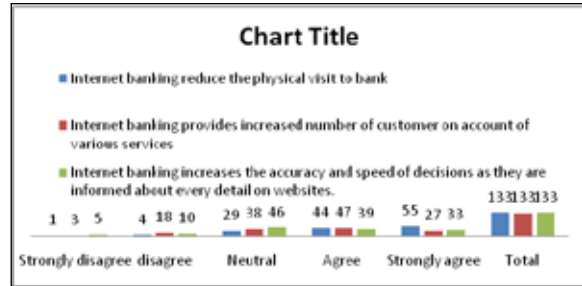 Chart Title
Internet banking reduce the physical visit to bank
Internet banking provides increased number of customer on account of
various services
Internet banking increases the accuracy and speed of decisions as they are
informed about every detail on websites.
133 133 133
1 3 5 4 18 10 29 38 46 44 47 39 55 27 33
Strongly disagree disagree Neutral Agree Strongly agree Total